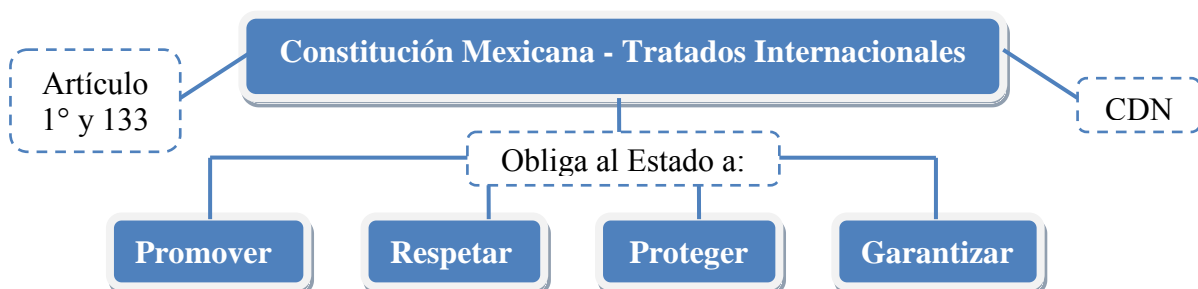 Constitución Mexicana - Tratados Internacionales
Artículo
1° y 133
CDN
Obliga al Estado a:
Promover
Respetar
Proteger
Garantizar